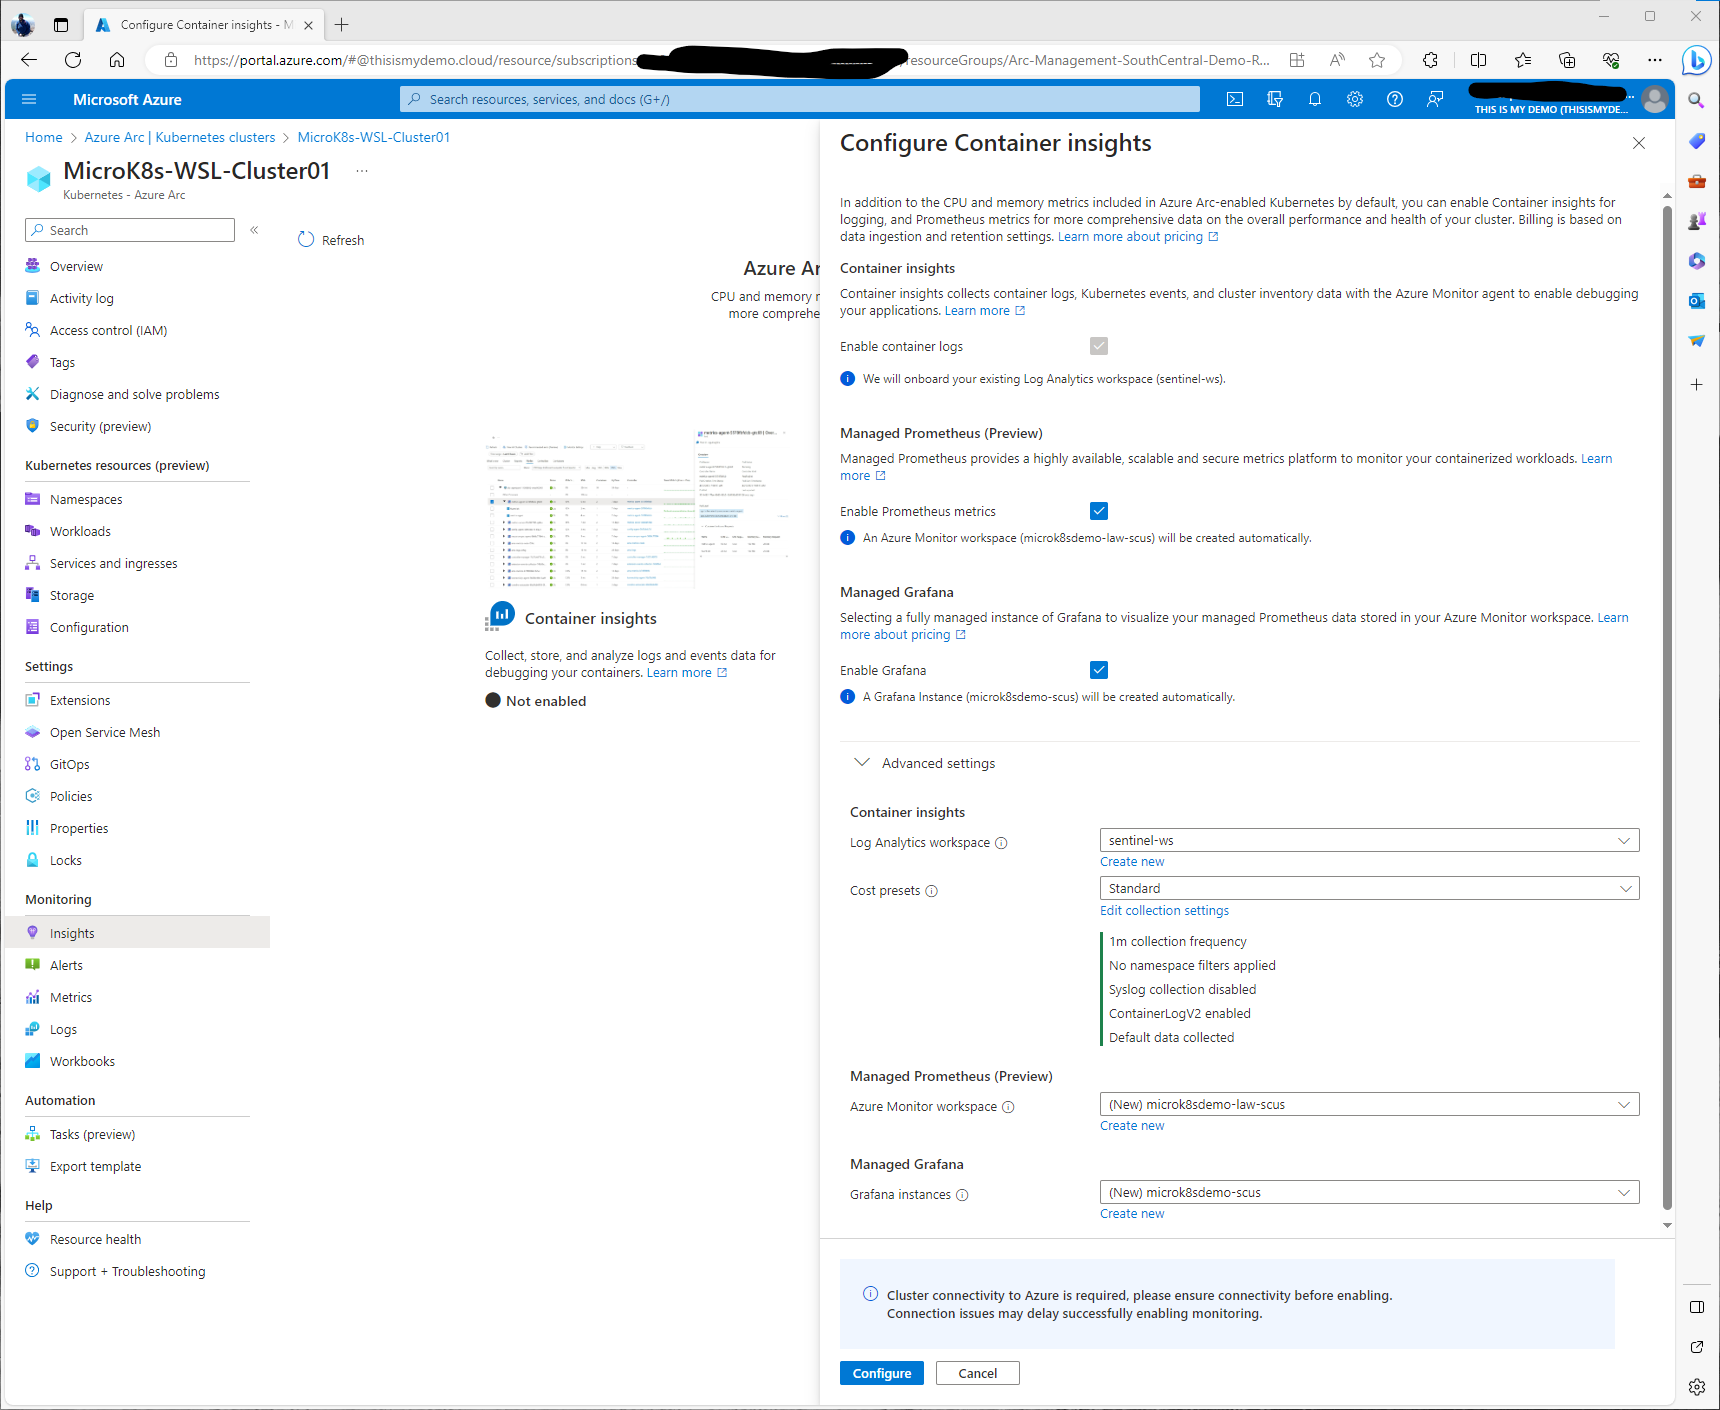 Configure Container insights - M
https://portal.azure.com/#@thisismydemo.cloud/resource/subscriptions
resourceGroups/Arc-Management-SouthCentral-Demo-R...
Microsoft Azure
Search resources, services, and docs (G+/)
THIS IS MY DEMO (THISISMYDE...
Home > Azure Arc | Kubernetes clusters > MicroK8s-WSL-Cluster01
MicroK8s-WSL-Cluster01 ...
Kubernetes - Azure Arc
Search
Refresh
Overview
Activity log
Access control (IAM)
Tags
Diagnose and solve problems
Security (preview)
Kubernetes resources (preview)
Namespaces
Workloads
Services and ingresses
Storage
Configuration
Settings
Extensions
Open Service Mesh
GitOps
Policies
Properties
Locks
Monitoring
Insights
Alerts
Metrics
Logs
Workbooks
Automation
Tasks (preview)
Export template
Help
Resource health
Support + Troubleshooting
Azure Ar
CPU and memory r
more comprehe
Container insights
Collect, store, and analyze logs and events data for
debugging your containers. Learn more
Not enabled
Configure Container insights
In addition to the CPU and memory metrics included in Azure Arc-enabled Kubernetes by default, you can enable Container insights for
logging, and Prometheus metrics for more comprehensive data on the overall performance and health of your cluster. Billing is based on
data ingestion and retention settings. Learn more about pricing
Container insights
Container insights collects container logs, Kubernetes events, and cluster inventory data with the Azure Monitor agent to enable debugging
your applications. Learn more
Enable container logs
We will onboard your existing Log Analytics workspace (sentinel-ws).
Managed Prometheus (Preview)
Managed Prometheus provides a highly available, scalable and secure metrics platform to monitor your containerized workloads. Learn
more
Enable Prometheus metrics
An Azure Monitor workspace (microk8sdemo-law-scus) will be created automatically.
Managed Grafana
Selecting a fully managed instance of Grafana to visualize your managed Prometheus data stored in your Azure Monitor workspace. Learn
more about pricing
Enable Grafana
A Grafana Instance (microk8sdemo-scus) will be created automatically.
Advanced settings
Container insights
Log Analytics workspace
sentinel-ws
Create new
Cost presets
Standard
Edit collection settings
1m collection frequency
No namespace filters applied
Syslog collection disabled
ContainerLogV2 enabled
Default data collected
Managed Prometheus (Preview)
Azure Monitor workspace
(New) microk8sdemo-law-scus
Create new
Managed Grafana
Grafana instances
(New) microk8sdemo-scus
Create new
Cluster connectivity to Azure is required, please ensure connectivity before enabling.
Connection issues may delay successfully enabling monitoring.
Configure
Cancel